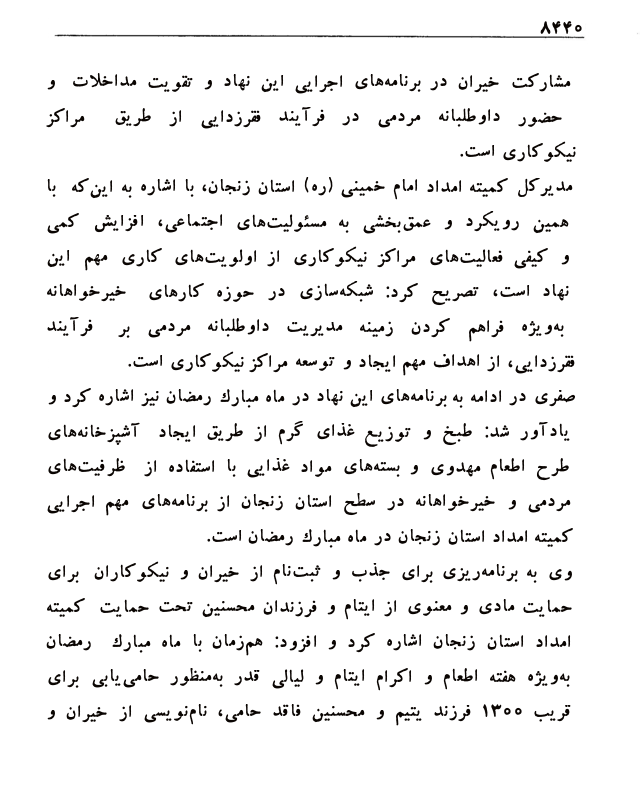 ۸۴۴۰
مشارکت خیران در برنامه‌های اجرایی این نهاد و تقویت مداخلات و
حضور داوطلبانه مردمی در فرآیند فقرزدایی از طریق مراکز
نیکوکاری است.
مدیرکل کمیته امداد امام خمینی (ره) استان زنجان، با اشاره به این‌که با
همین رویکرد و عمق‌بخشی به مسئولیت‌های اجتماعی، افزایش کمی
و کیفی فعالیت‌های مراکز نیکوکاری از اولویت‌های کاری مهم این
نهاد است، تصریح کرد: شبکه‌سازی در حوزه کارهای خیرخواهانه
به‌ویژه فراهم کردن زمینه مدیریت داوطلبانه مردمی بر فرآیند
فقرزدایی، از اهداف مهم ایجاد و توسعه مراکز نیکوکاری است.
صفری در ادامه به برنامه‌های این نهاد در ماه مبارك رمضان نیز اشاره کرد و
یادآور شد: طبخ و توزیع غذای گرم از طریق ایجاد آشپزخانه‌های
طرح اطعام مهدوی و بسته‌های مواد غذایی با استفاده از ظرفیت‌های
مردمی و خیرخواهانه در سطح استان زنجان از برنامه‌های مهم اجرایی
کمیته امداد استان زنجان در ماه مبارك رمضان است.
وی به برنامه‌ریزی برای جذب و ثبت‌نام از خیران و نیکوکاران برای
حمایت مادی و معنوی از ایتام و فرزندان محسنین تحت حمایت کمیته
امداد استان زنجان اشاره کرد و افزود: هم‌زمان با ماه مبارك رمضان
به‌ویژه هفته اطعام و اکرام ایتام و لیالی قدر به‌منظور حامی‌یابی برای
قریب ۱۳۰۰ فرزند یتیم و محسنین فاقد حامی، نام‌نویسی از خیران و